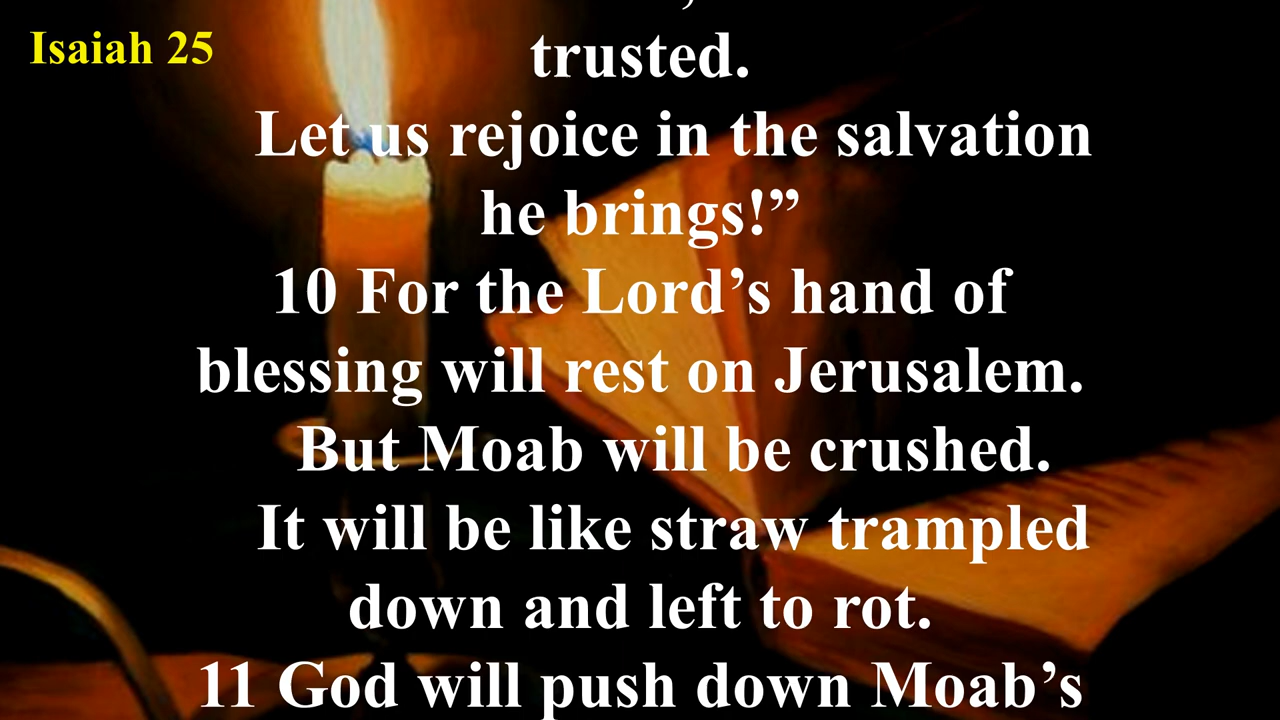 Isaiah 25
trusted.
Let us rejoice in the salvation
he brings!”
10 For the Lord’s hand of
blessing will rest on Jerusalem.
But Moab will be crushed.
It will be like straw trampled
down and left to rot.
11 God will push down Moab’s